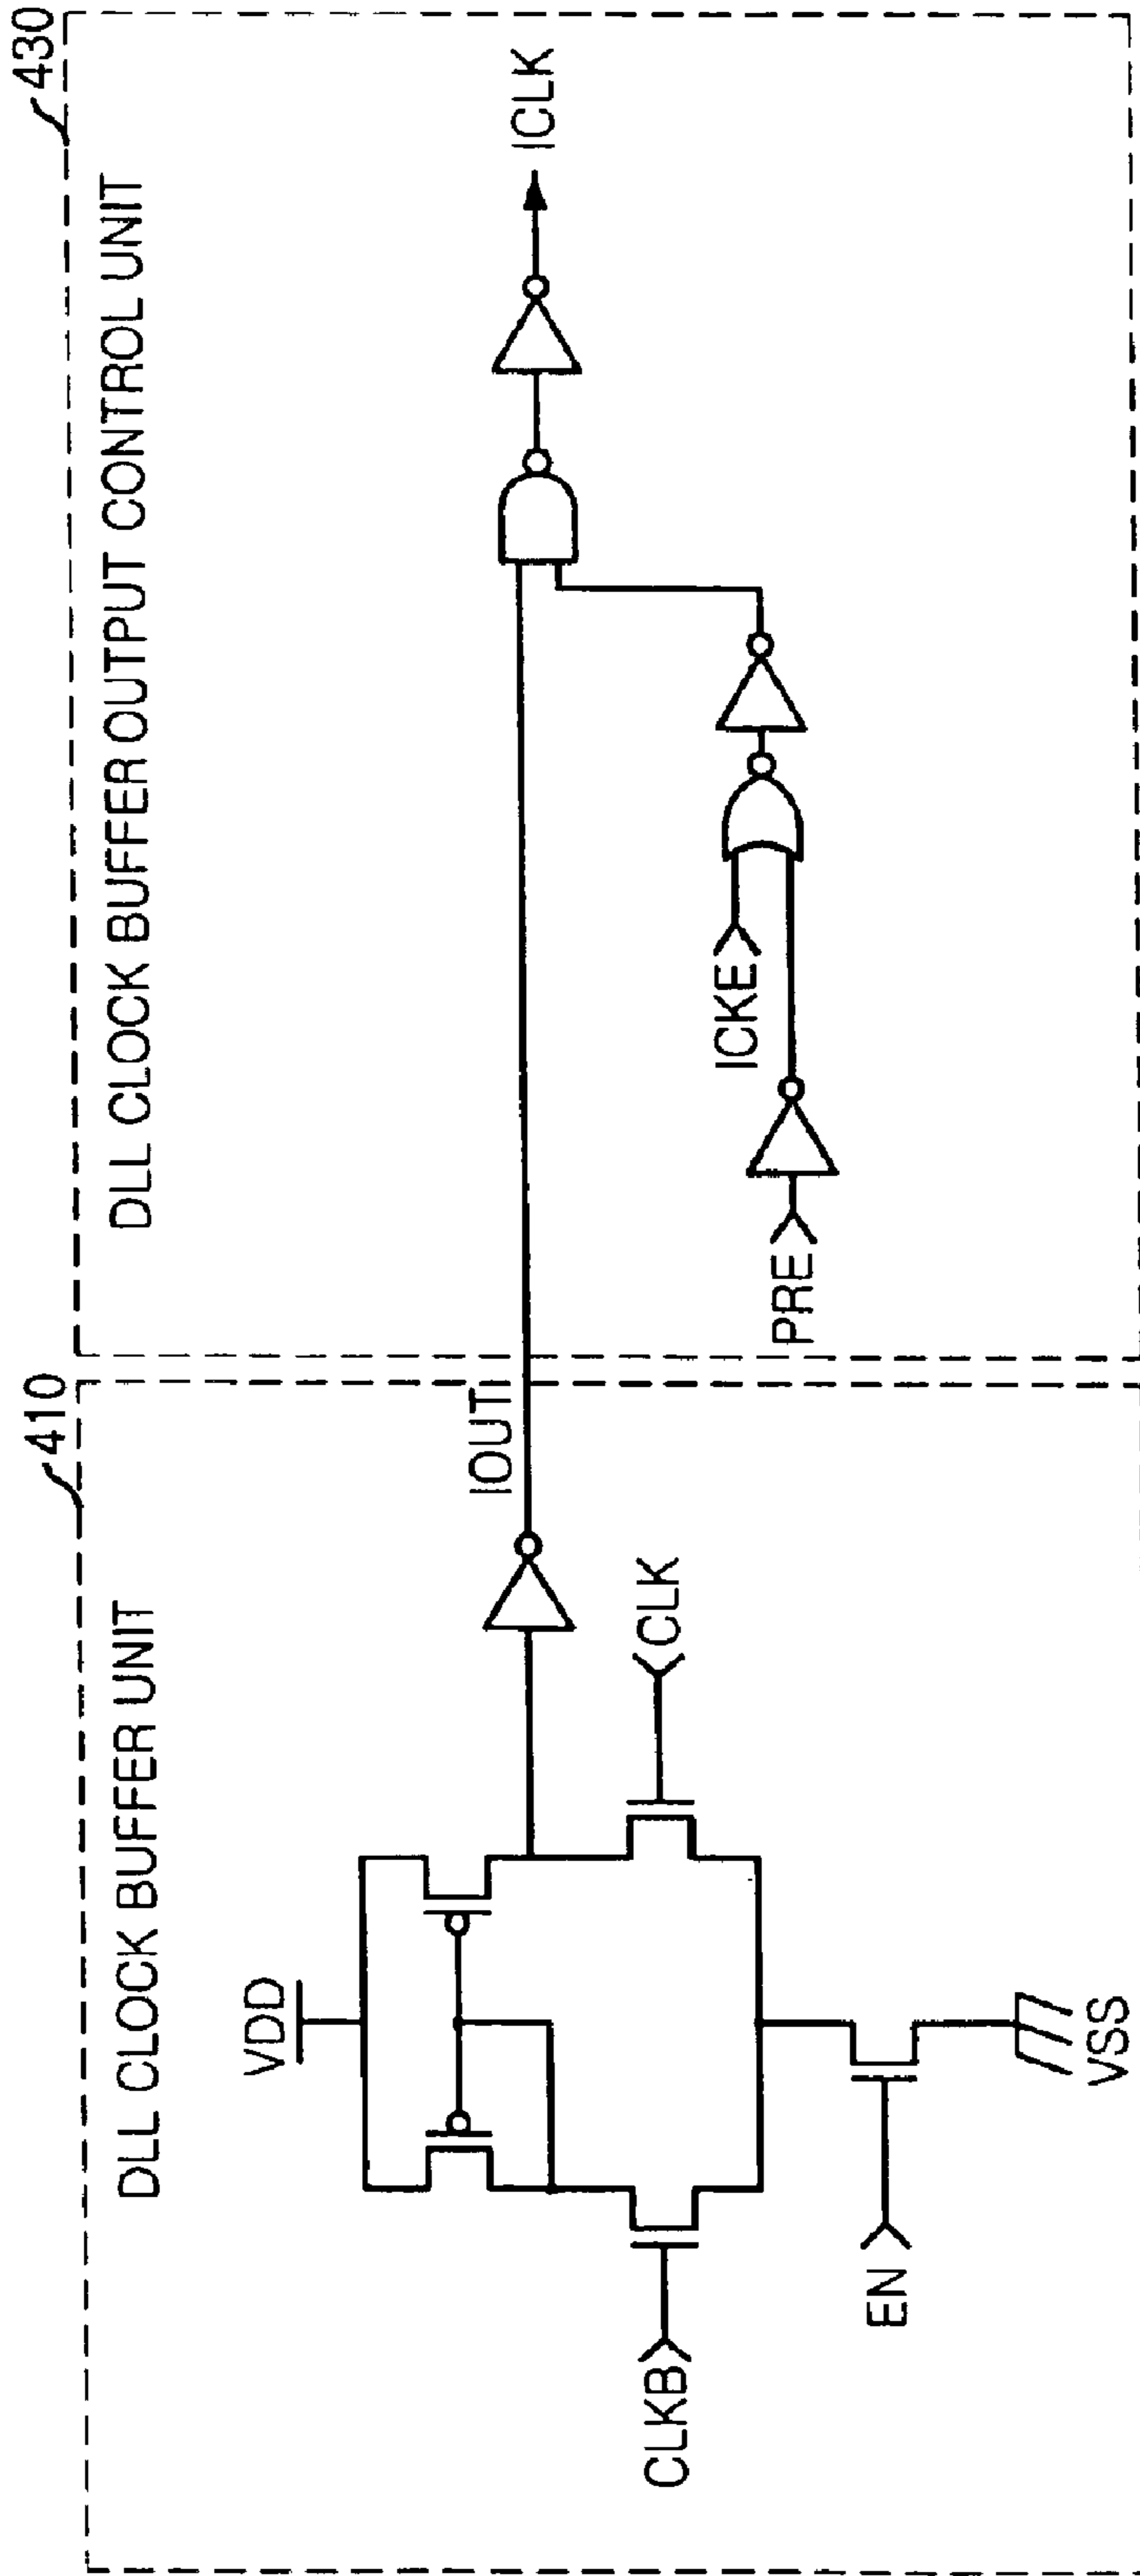 410
DLL CLOCK BUFFER UNIT
VDD
IOUT
CLKB
CLK
EN
VSS
430
DLL CLOCK BUFFER OUTPUT CONTROL UNIT
ICLK
ICKE
PRE